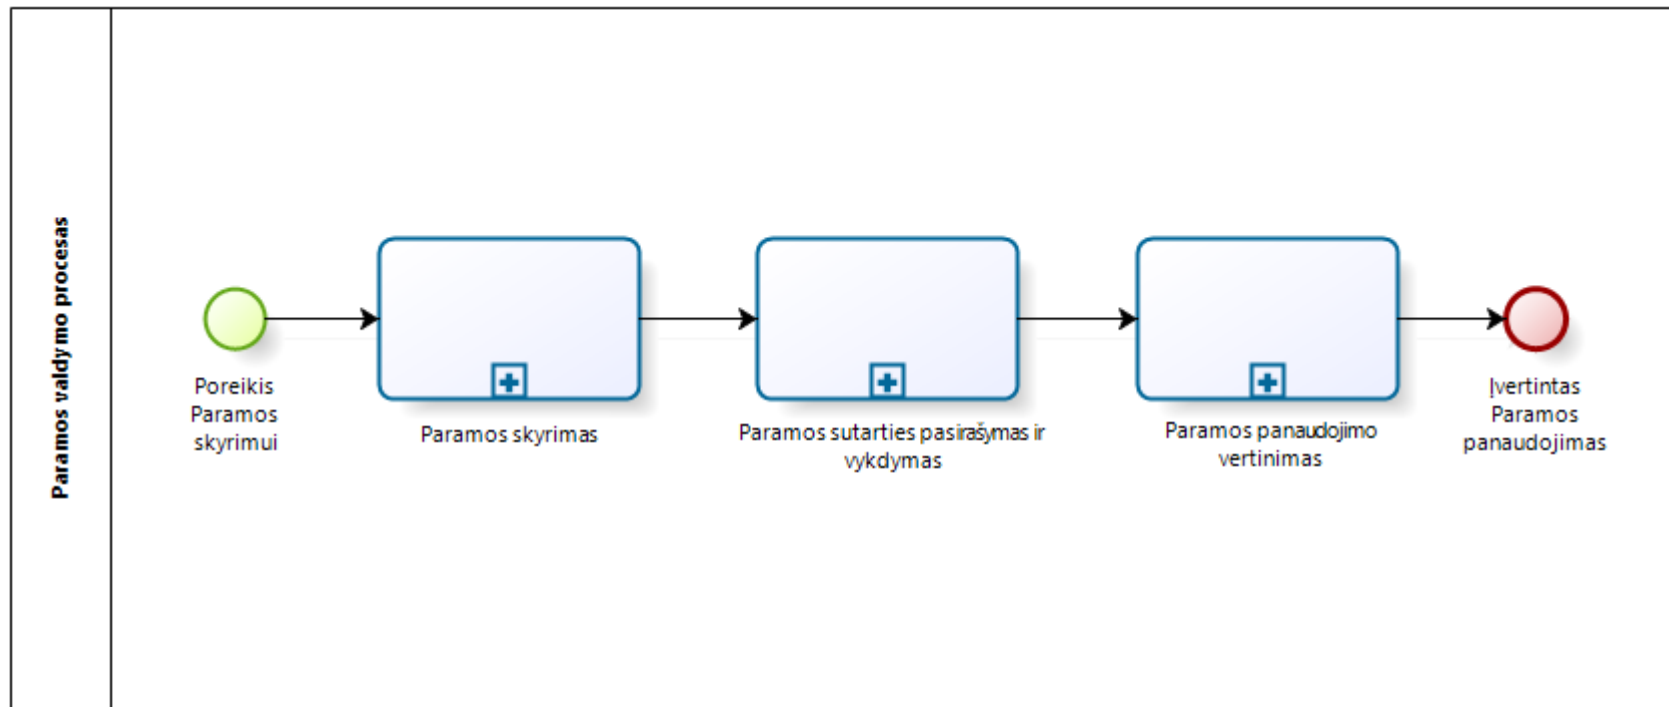 Paramos valdymo procesas
Poreikis
Paramos
skyrimui
Paramos skyrimas
Paramos sutarties pasirašymas ir
vykdymas
Paramos panaudojimo
vertinimas
Įvertintas
Paramos
panaudojimas